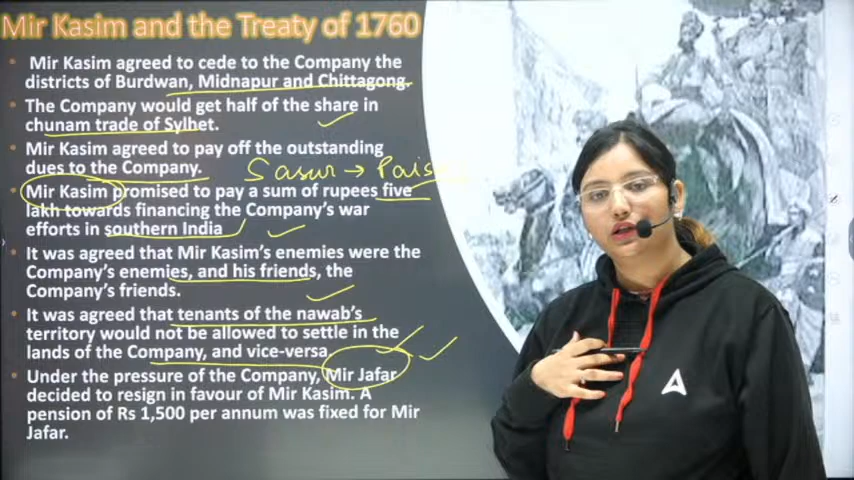 Mir Kasim and the Treaty of 1760
• Mir Kasim agreed to cede to the Company the
districts of Burdwan, Midnapur and Chittagong.
• The Company would get half of the share in
chunam trade of Sylhet.
• Mir Kasim agreed to pay off the outstanding
dues to the Company.
Sasur → Paisa
• Mir Kasim promised to pay a sum of rupees five
lakh towards financing the Company's war
efforts in southern India
• It was agreed that Mir Kasim's enemies were the
Company's enemies, and his friends, the
Company's friends.
• It was agreed that tenants of the nawab's
territory would not be allowed to settle in the
lands of the Company, and vice-versa
• Under the pressure of the Company, Mir Jafar
decided to resign in favour of Mir Kasim. A
pension of Rs 1,500 per annum was fixed for Mir
Jafar.